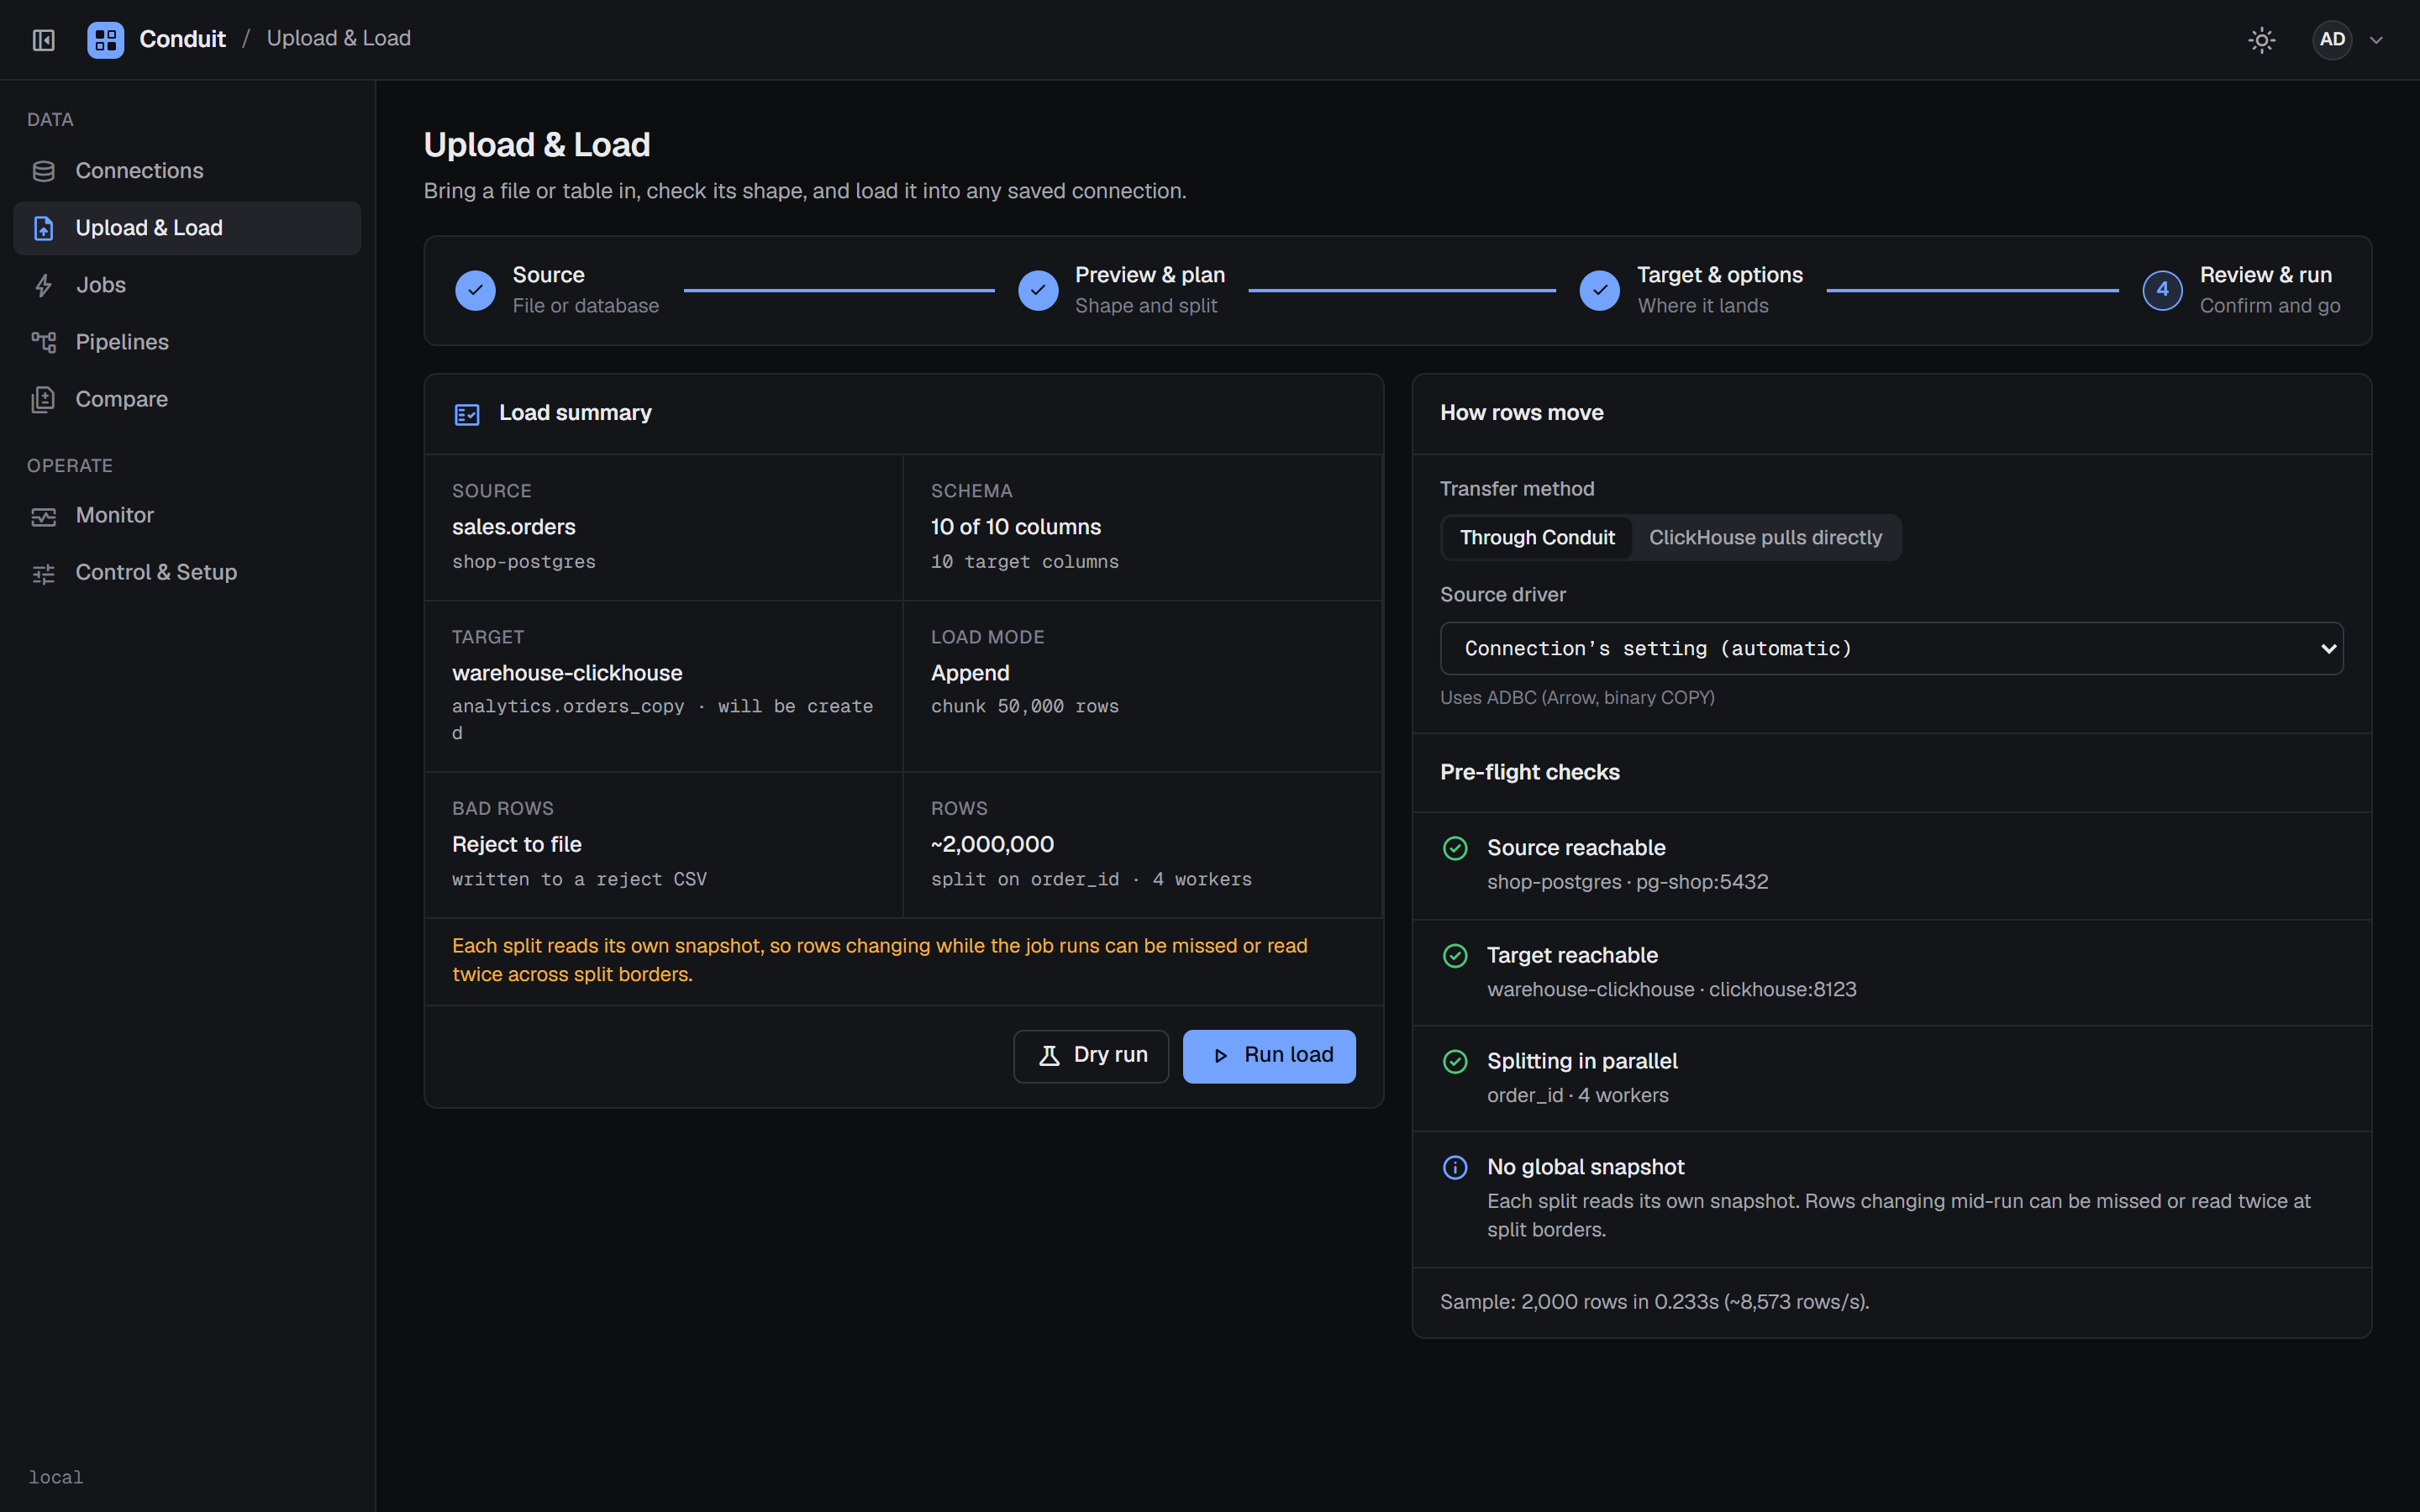 Conduit / Upload & Load
AD
DATA
Connections
Upload & Load
Jobs
Pipelines
Compare
OPERATE
Monitor
Control & Setup
local
Upload & Load
Bring a file or table in, check its shape, and load it into any saved connection.
Source
File or database
Preview & plan
Shape and split
Target & options
Where it lands
4
Review & run
Confirm and go
Load summary
SOURCE
sales.orders
shop-postgres
SCHEMA
10 of 10 columns
10 target columns
TARGET
warehouse-clickhouse
analytics.orders_copy · will be create
d
LOAD MODE
Append
chunk 50,000 rows
BAD ROWS
Reject to file
written to a reject CSV
ROWS
~2,000,000
split on order_id · 4 workers
Each split reads its own snapshot, so rows changing while the job runs can be missed or read
twice across split borders.
Dry run
Run load
How rows move
Transfer method
Through Conduit
ClickHouse pulls directly
Source driver
Connection's setting (automatic)
Uses ADBC (Arrow, binary COPY)
Pre-flight checks
Source reachable
shop-postgres · pg-shop:5432
Target reachable
warehouse-clickhouse · clickhouse:8123
Splitting in parallel
order_id · 4 workers
No global snapshot
Each split reads its own snapshot. Rows changing mid-run can be missed or read twice at
split borders.
Sample: 2,000 rows in 0.233s (~8,573 rows/s).